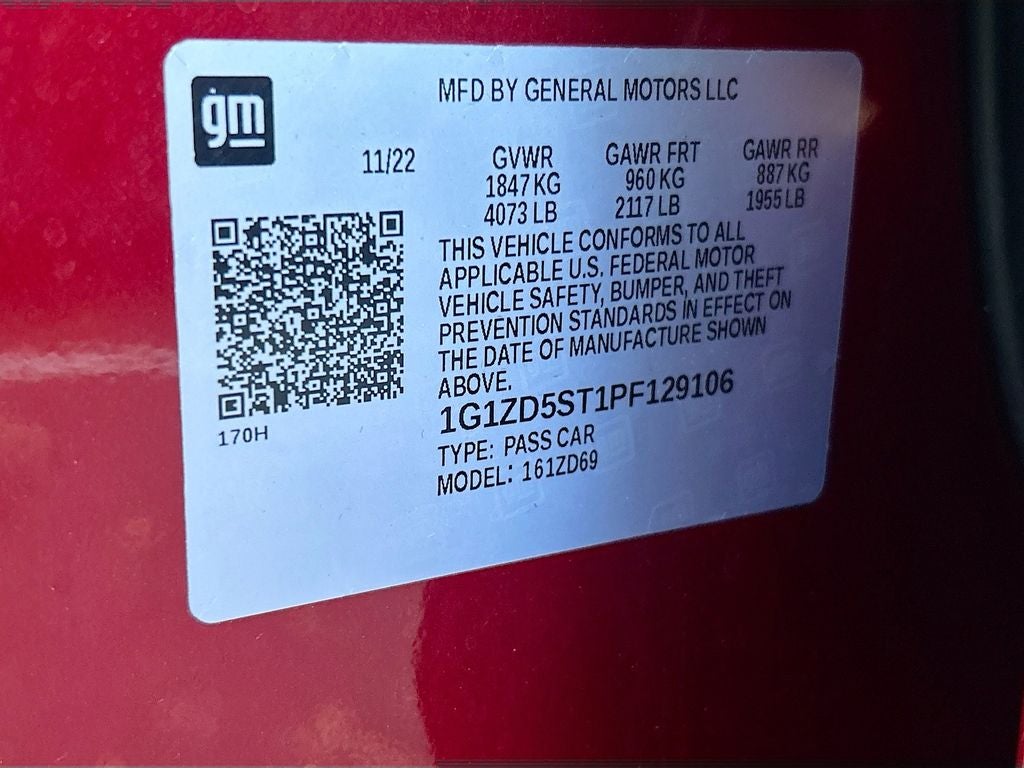 gm
MFD BY GENERAL MOTORS LLC
11/22 GVWR GAWR FRT GAWR RR
1847 KG 960 KG 887 KG
4073 LB 2117 LB 1955 LB
THIS VEHICLE CONFORMS TO ALL
APPLICABLE U.S. FEDERAL MOTOR
VEHICLE SAFETY, BUMPER, AND THEFT
PREVENTION STANDARDS IN EFFECT ON
THE DATE OF MANUFACTURE SHOWN
ABOVE.
1G1ZD5ST1PF129106
170H
TYPE: PASS CAR
MODEL: 161ZD69